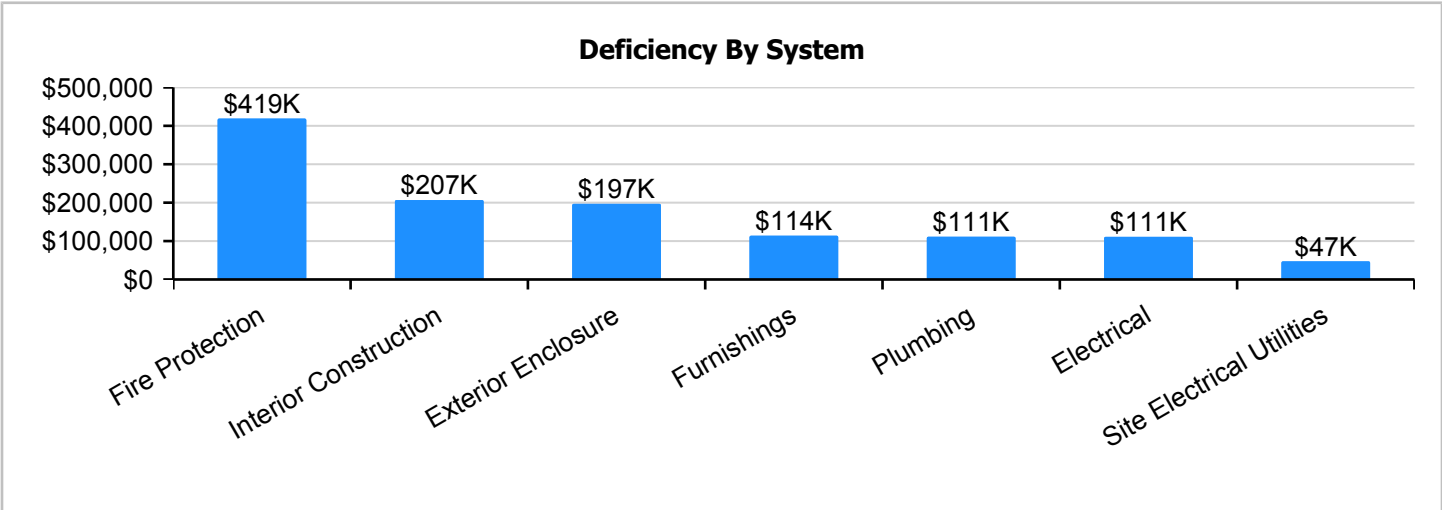 Deficiency By System
$500,000
$400,000
$300,000
$200,000
$100,000
$0
$419K
$207K
$197K
$114K
$111K
$111K
$47K
Fire Protection
Interior Construction
Exterior Enclosure
Furnishings
Plumbing
Electrical
Site Electrical Utilities